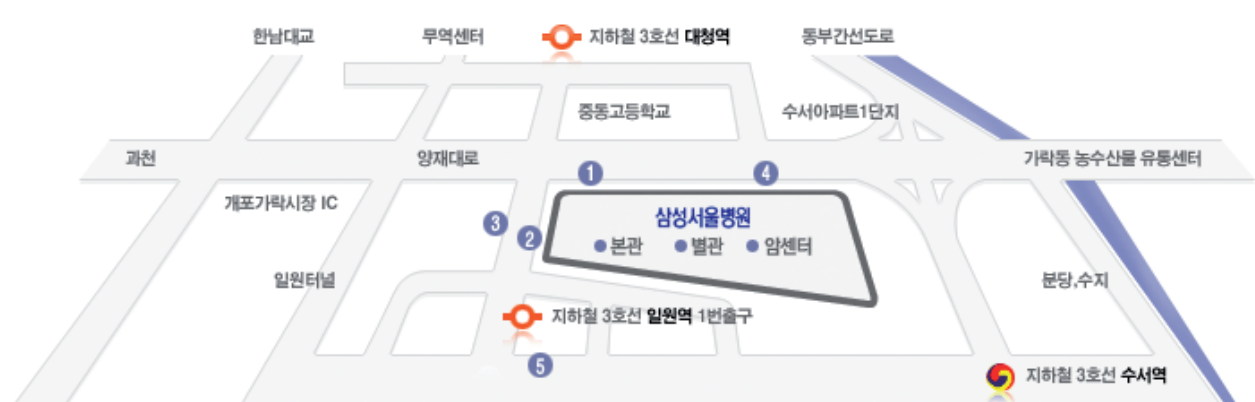 한남대교
무역센터
지하철 3호선 대청역
동부간선도로
중동고등학교
수서아파트1단지
과천
양재대로
가락동 농수산물 유통센터
1
4
개포가락시장 IC
3
2
삼성서울병원
본관
별관
암센터
일원터널
분당,수지
지하철 3호선 일원역 1번출구
5
지하철 3호선 수서역